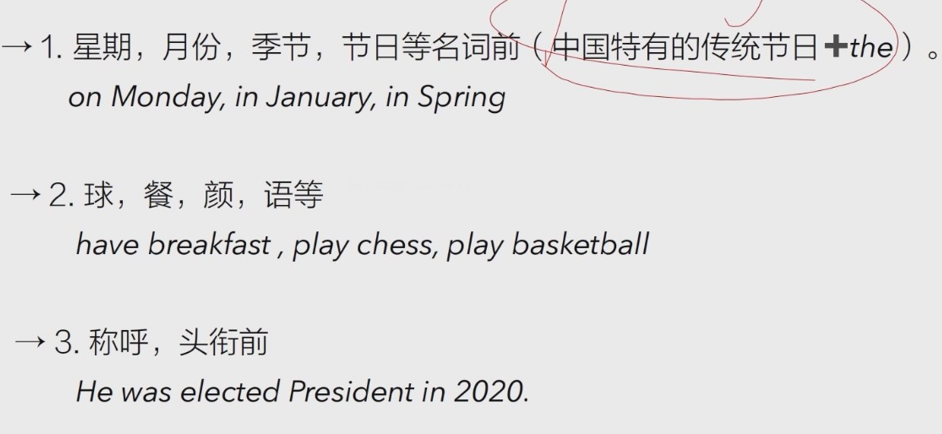 → 1. 星期，月份，季节，节日等名词前（中国特有的传统节日+the）。
on Monday, in January, in Spring
→ 2. 球，餐，颜，语等
have breakfast , play chess, play basketball
→ 3. 称呼，头衔前
He was elected President in 2020.